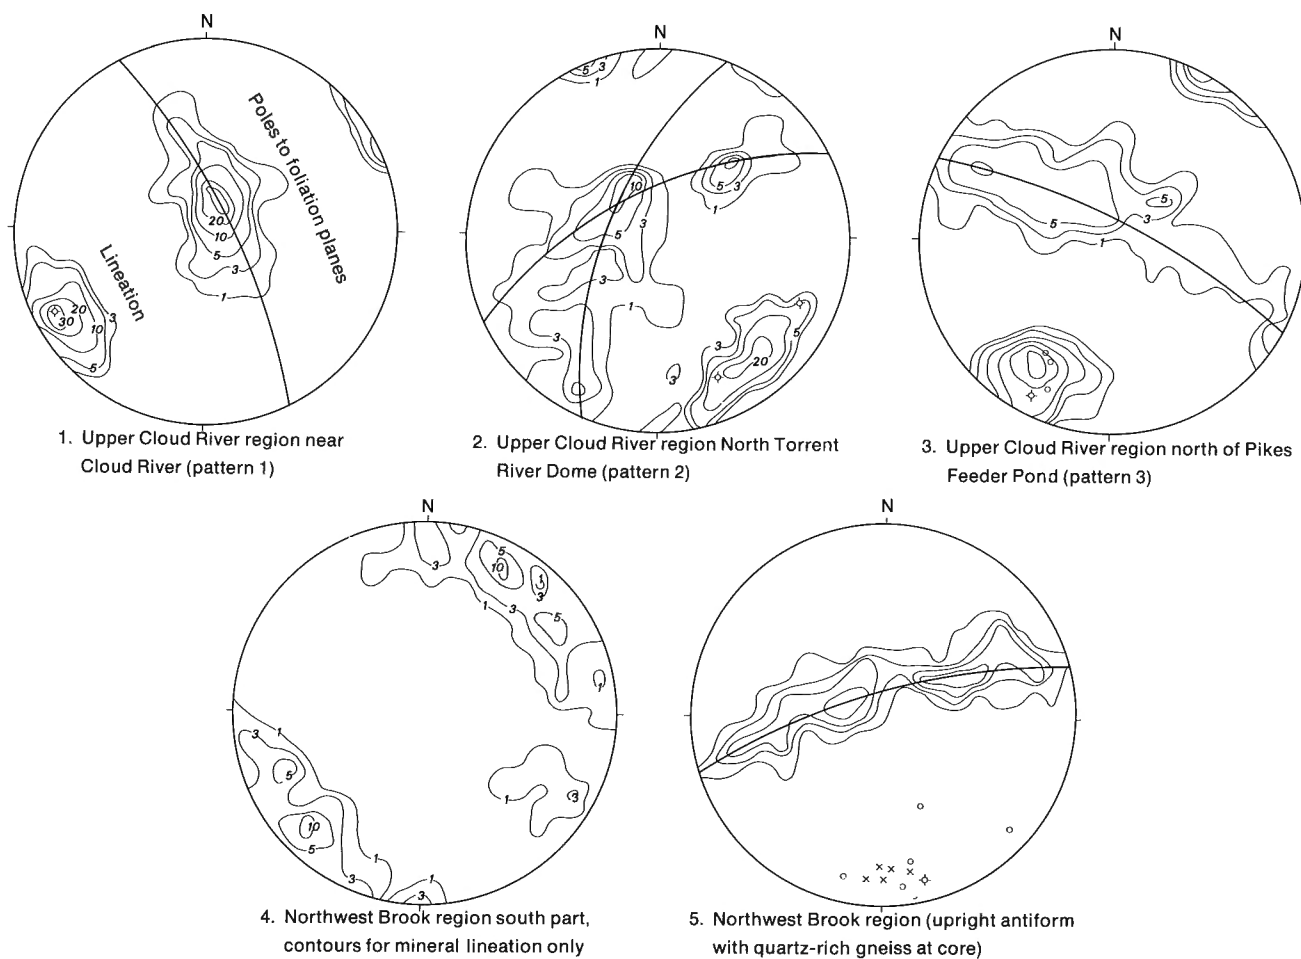 N
Poles to foliation planes
20
10
5
3
1
Lineation
20
30
10
3
5
1. Upper Cloud River region near
Cloud River (pattern 1)
N
5
3
1
10
5
3
5
3
1
3
1
3
3
3
5
20
2. Upper Cloud River region North Torrent
River Dome (pattern 2)
N
5
3
5
1
3. Upper Cloud River region north of Pikes
Feeder Pond (pattern 3)
N
3
5
10
1
3
1
3
5
1
3
1
5
10
5
1
3
1
3
1
3
4. Northwest Brook region south part,
contours for mineral lineation only
N
5. Northwest Brook region (upright antiform
with quartz-rich gneiss at core)